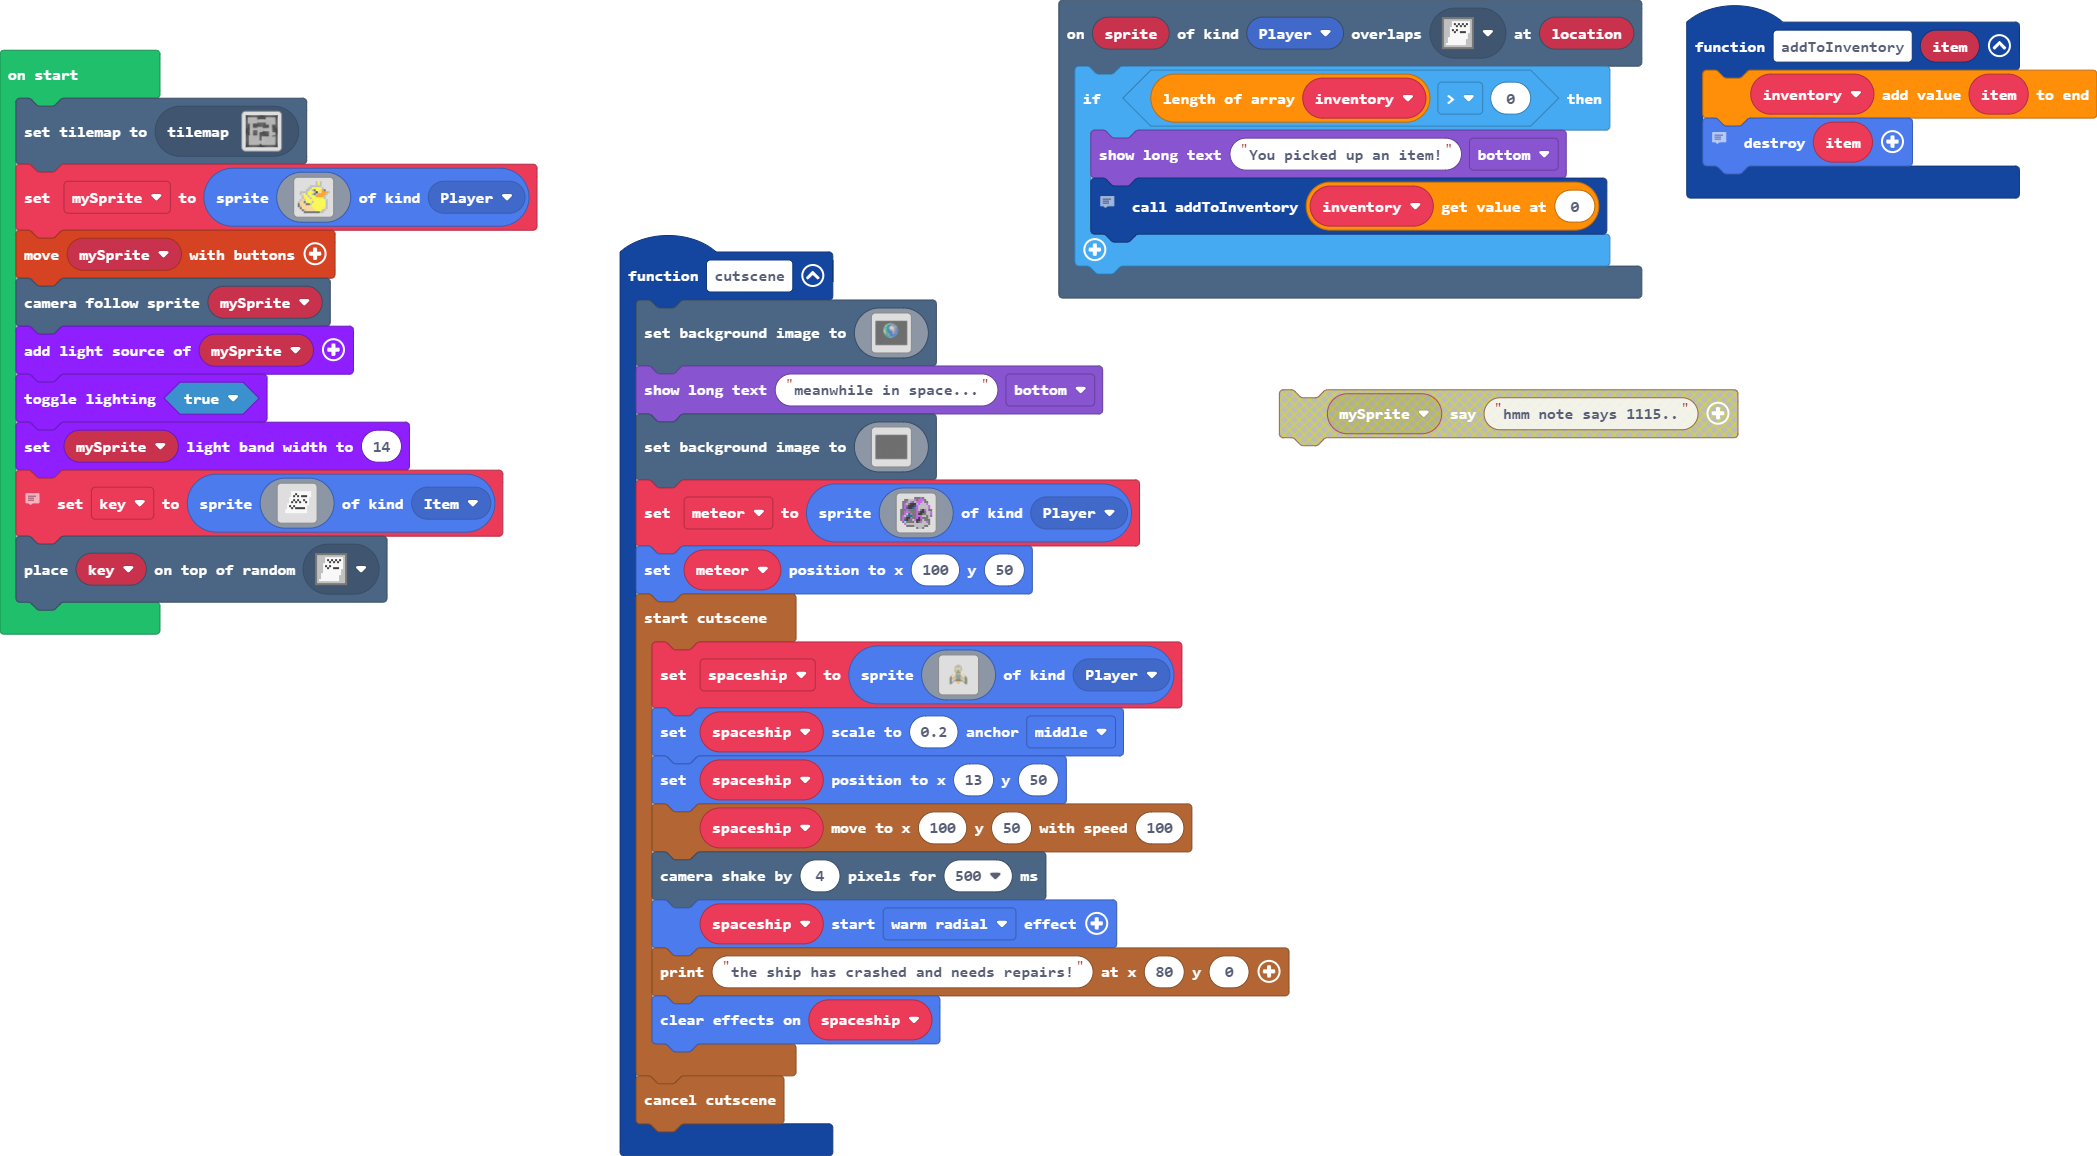 on start
set tilemap to tilemap
set mySprite to sprite of kind Player
move mySprite with buttons
camera follow sprite mySprite
add light source of mySprite
toggle lighting true
set mySprite light band width to 14
set key to sprite of kind Item
place key on top of random
function cutscene
set background image to
show long text "meanwhile in space..." bottom
set background image to
set meteor to sprite of kind Player
set meteor position to x 100 y 50
start cutscene
set spaceship to sprite of kind Player
set spaceship scale to 0.2 anchor middle
set spaceship position to x 13 y 50
spaceship move to x 100 y 50 with speed 100
camera shake by 4 pixels for 500 ms
spaceship start warm radial effect
print "the ship has crashed and needs repairs!" at x 80 y 0
clear effects on spaceship
cancel cutscene
on sprite of kind Player overlaps at location
if length of array inventory > 0 then
show long text "You picked up an item!" bottom
call addToInventory inventory get value at 0
mySprite say "hmm note says 1115.."
function addToInventory item
inventory add value item to end
destroy item